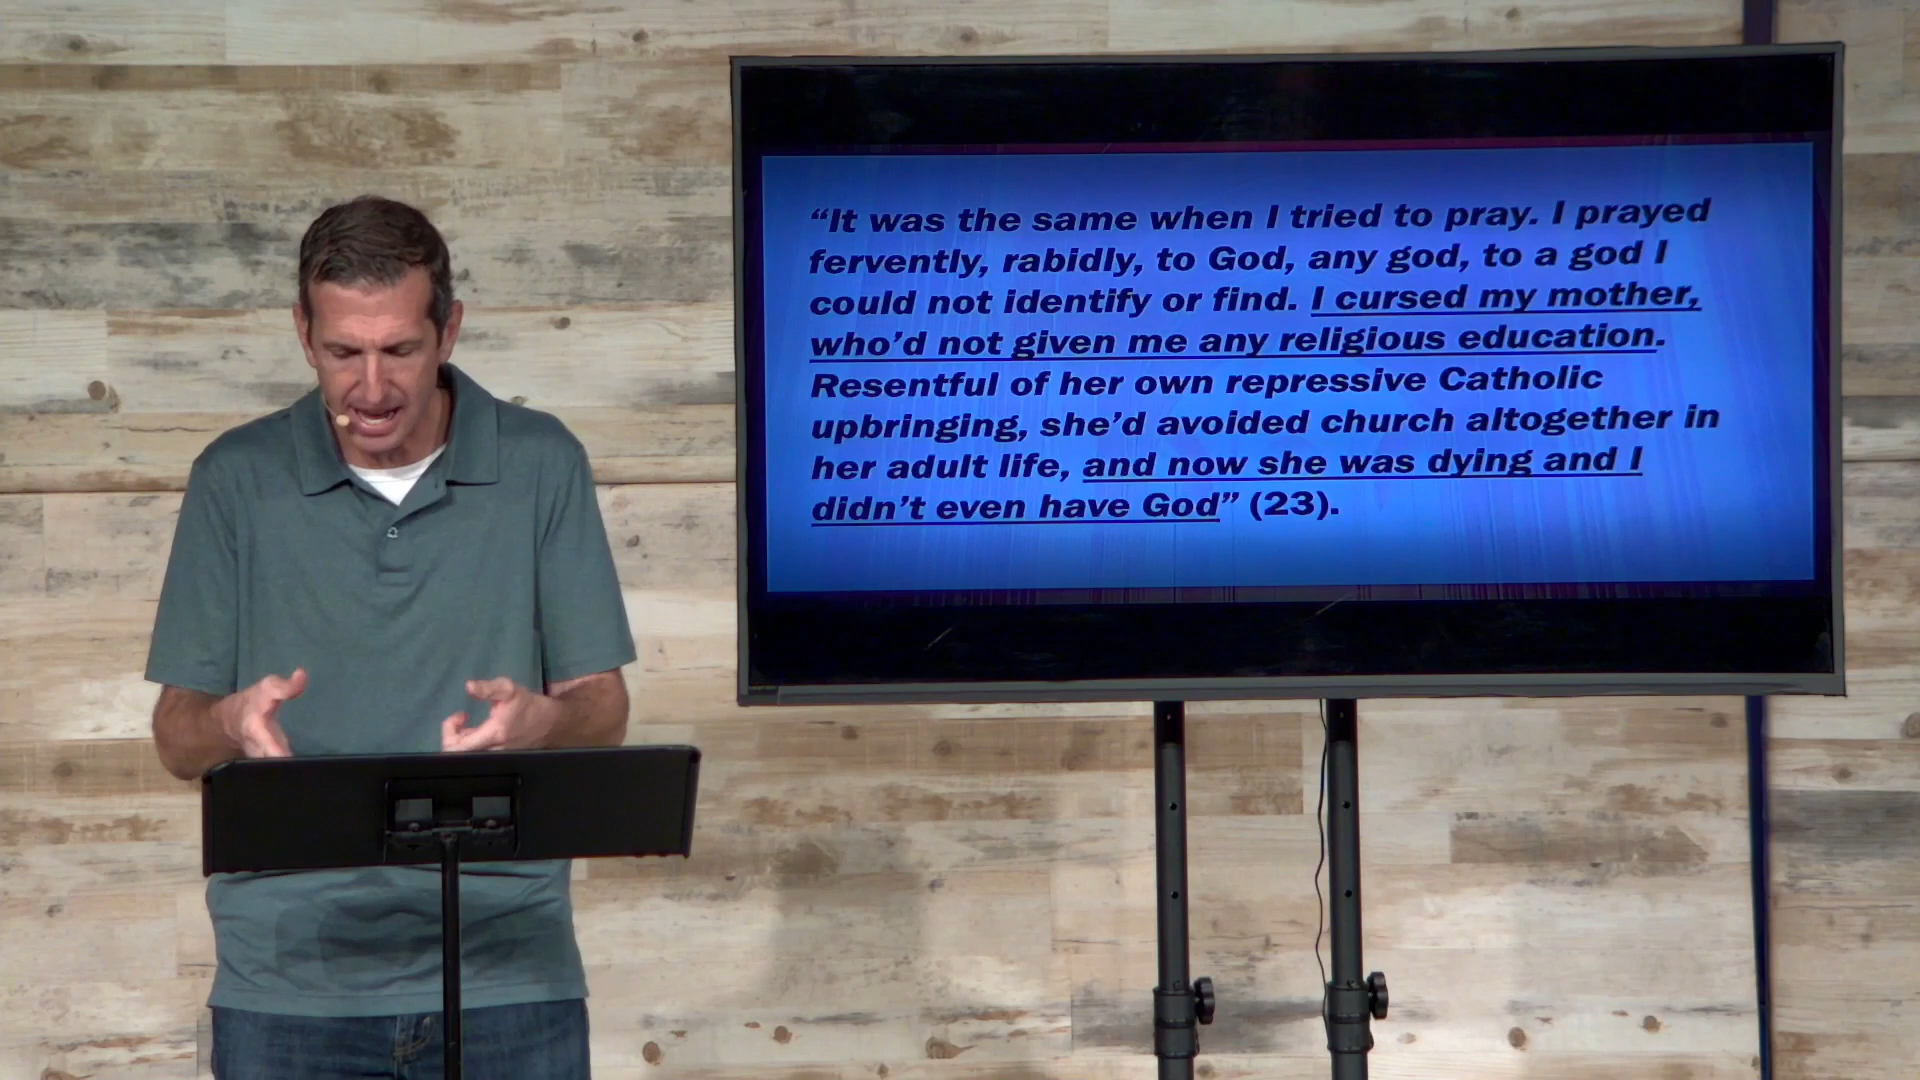 “It was the same when I tried to pray. I prayed
fervently, rabidly, to God, any god, to a god I
could not identify or find. I cursed my mother,
who’d not given me any religious education.
Resentful of her own repressive Catholic
upbringing, she’d avoided church altogether in
her adult life, and now she was dying and I
didn’t even have God” (23).